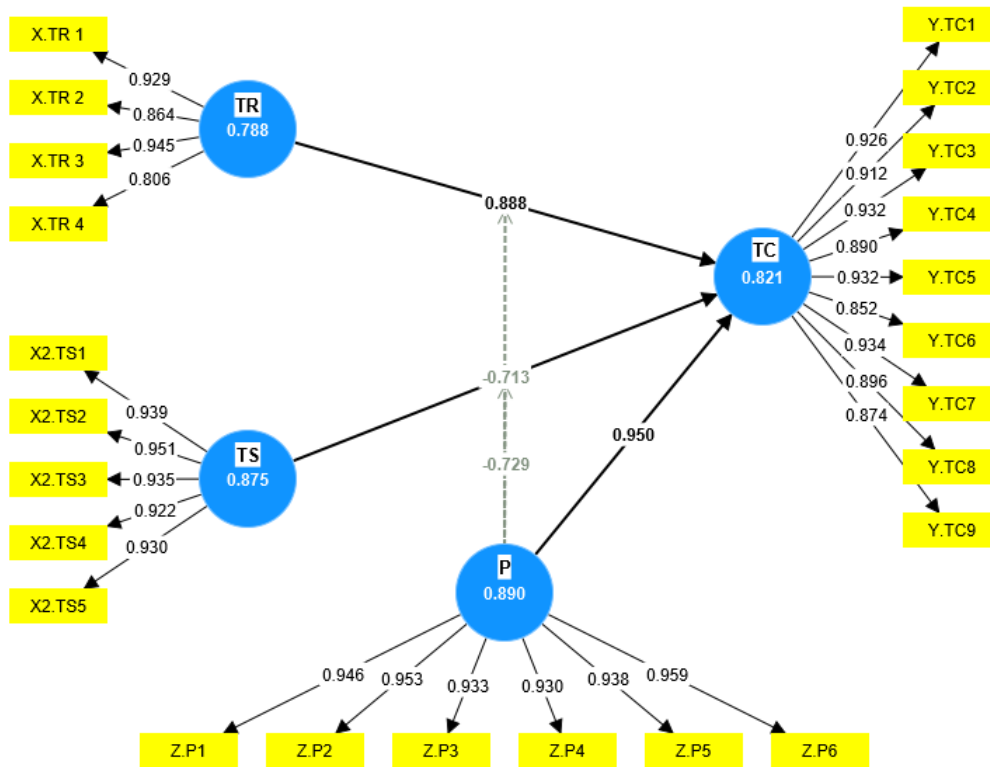 X.TR 1
X.TR 2
X.TR 3
X.TR 4
0.929
0.864
0.945
0.806
TR
0.788
0.888
X2.TS1
X2.TS2
X2.TS3
X2.TS4
X2.TS5
0.939
0.951
0.935
0.922
0.930
TS
0.875
-0.713
-0.729
0.950
P
0.890
0.946
0.953
0.933
0.930
0.938
0.959
Z.P1
Z.P2
Z.P3
Z.P4
Z.P5
Z.P6
TC
0.821
0.926
0.912
0.932
0.890
0.932
0.852
0.934
0.896
0.874
Y.TC1
Y.TC2
Y.TC3
Y.TC4
Y.TC5
Y.TC6
Y.TC7
Y.TC8
Y.TC9